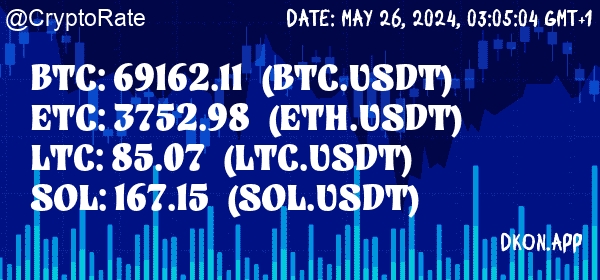 @CryptoRate
DATE: MAY 26, 2024, 03:05:04 GMT+1
BTC: 69162.11 (BTC.USDT)
ETC: 3752.98 (ETH.USDT)
LTC: 85.07 (LTC.USDT)
SOL: 167.15 (SOL.USDT)
DKON.APP